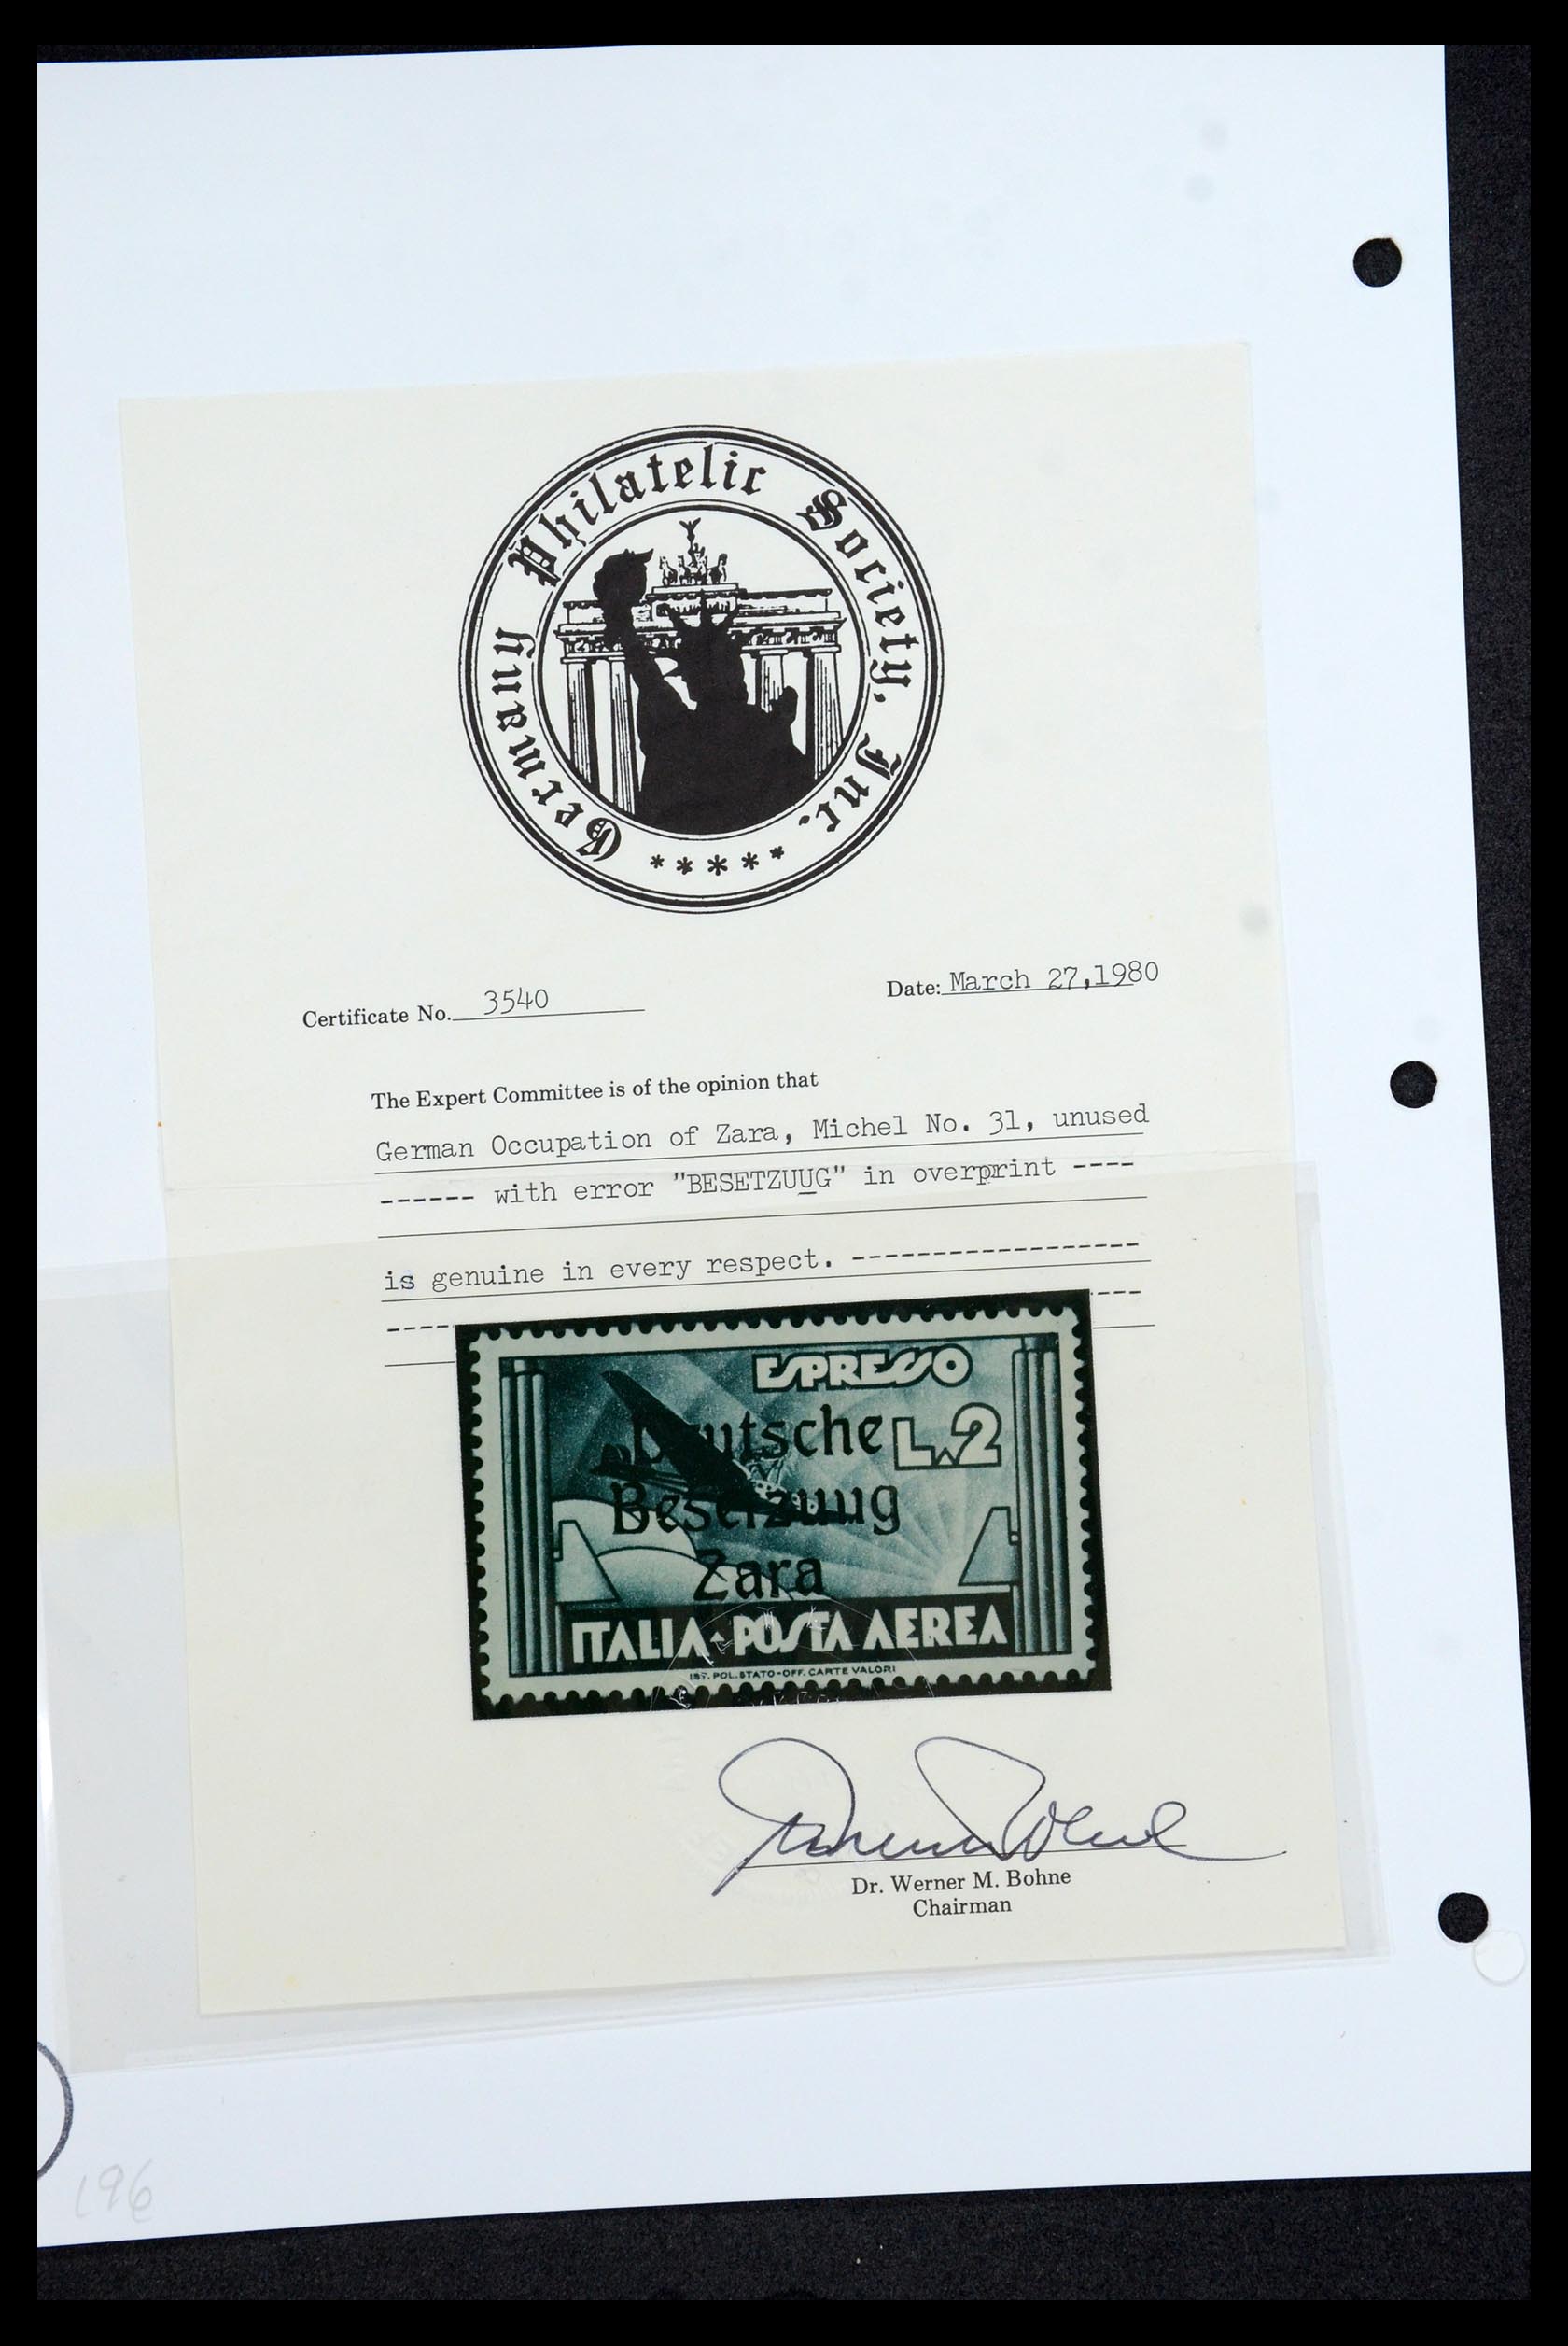 Germany Philatelic Society, Inc.
*****
Certificate No. 3540
Date: March 27,1980
The Expert Committee is of the opinion that
German Occupation of Zara, Michel No. 31, unused
------ with error "BESETZUUG" in overprint ----
is genuine in every respect. ------------------
ESPRESSO
Deutsche L.2
Besetzuug
Zara
ITALIA-POSTA AEREA
IST. POL. STATO-OFF. CARTE VALORI
Dr. Werner M. Bohne
Chairman
196